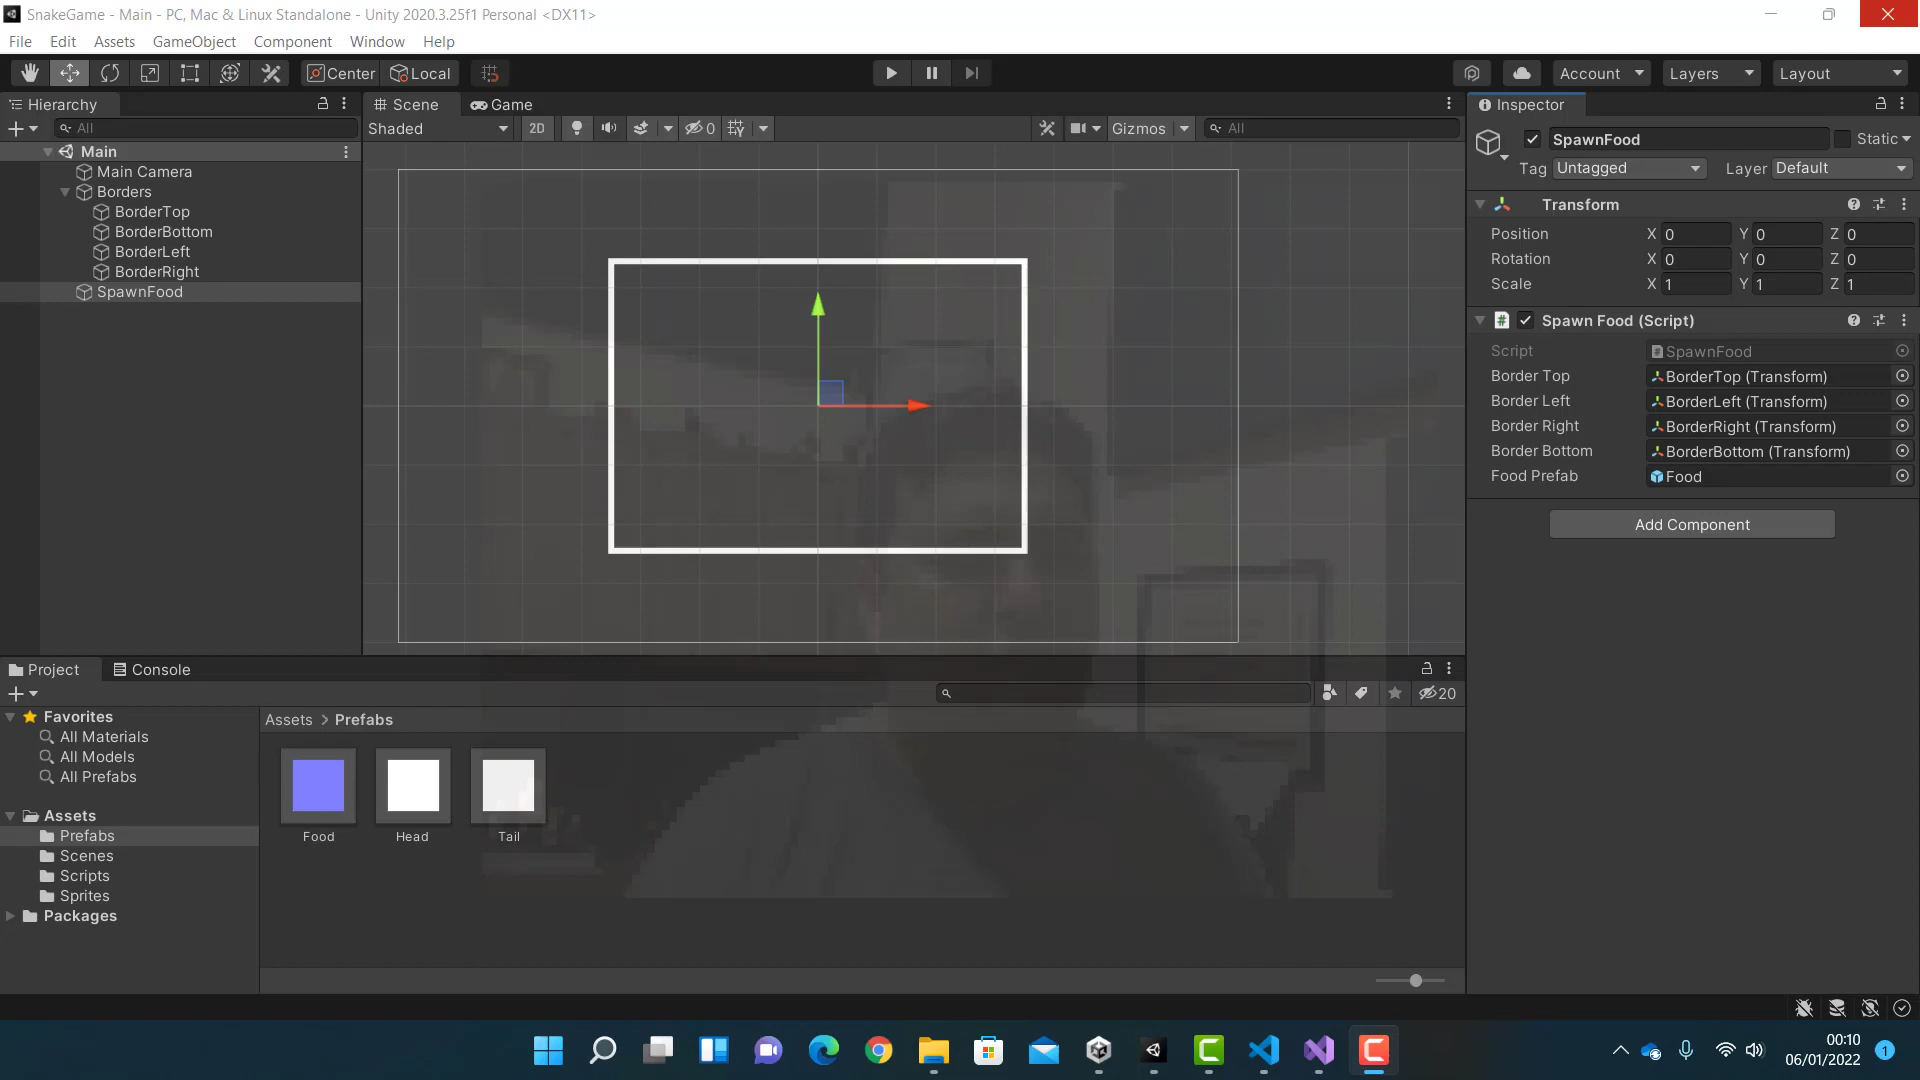 SnakeGame - Main - PC, Mac & Linux Standalone - Unity 2020.3.25f1 Personal <DX11>
File Edit Assets GameObject Component Window Help
Center Local Account Layers Layout
Hierarchy
All
Main
Main Camera
Borders
BorderTop
BorderBottom
BorderLeft
BorderRight
SpawnFood
Scene Game
Shaded 2D 0 Gizmos All
Inspector
SpawnFood Static
Tag Untagged Layer Default
Transform
Position X 0 Y 0 Z 0
Rotation X 0 Y 0 Z 0
Scale X 1 Y 1 Z 1
Spawn Food (Script)
Script SpawnFood
Border Top BorderTop (Transform)
Border Left BorderLeft (Transform)
Border Right BorderRight (Transform)
Border Bottom BorderBottom (Transform)
Food Prefab Food
Add Component
Project Console
20
Favorites
All Materials
All Models
All Prefabs
Assets
Prefabs
Scenes
Scripts
Sprites
Packages
Assets > Prefabs
Food Head Tail
00:10
06/01/2022
1